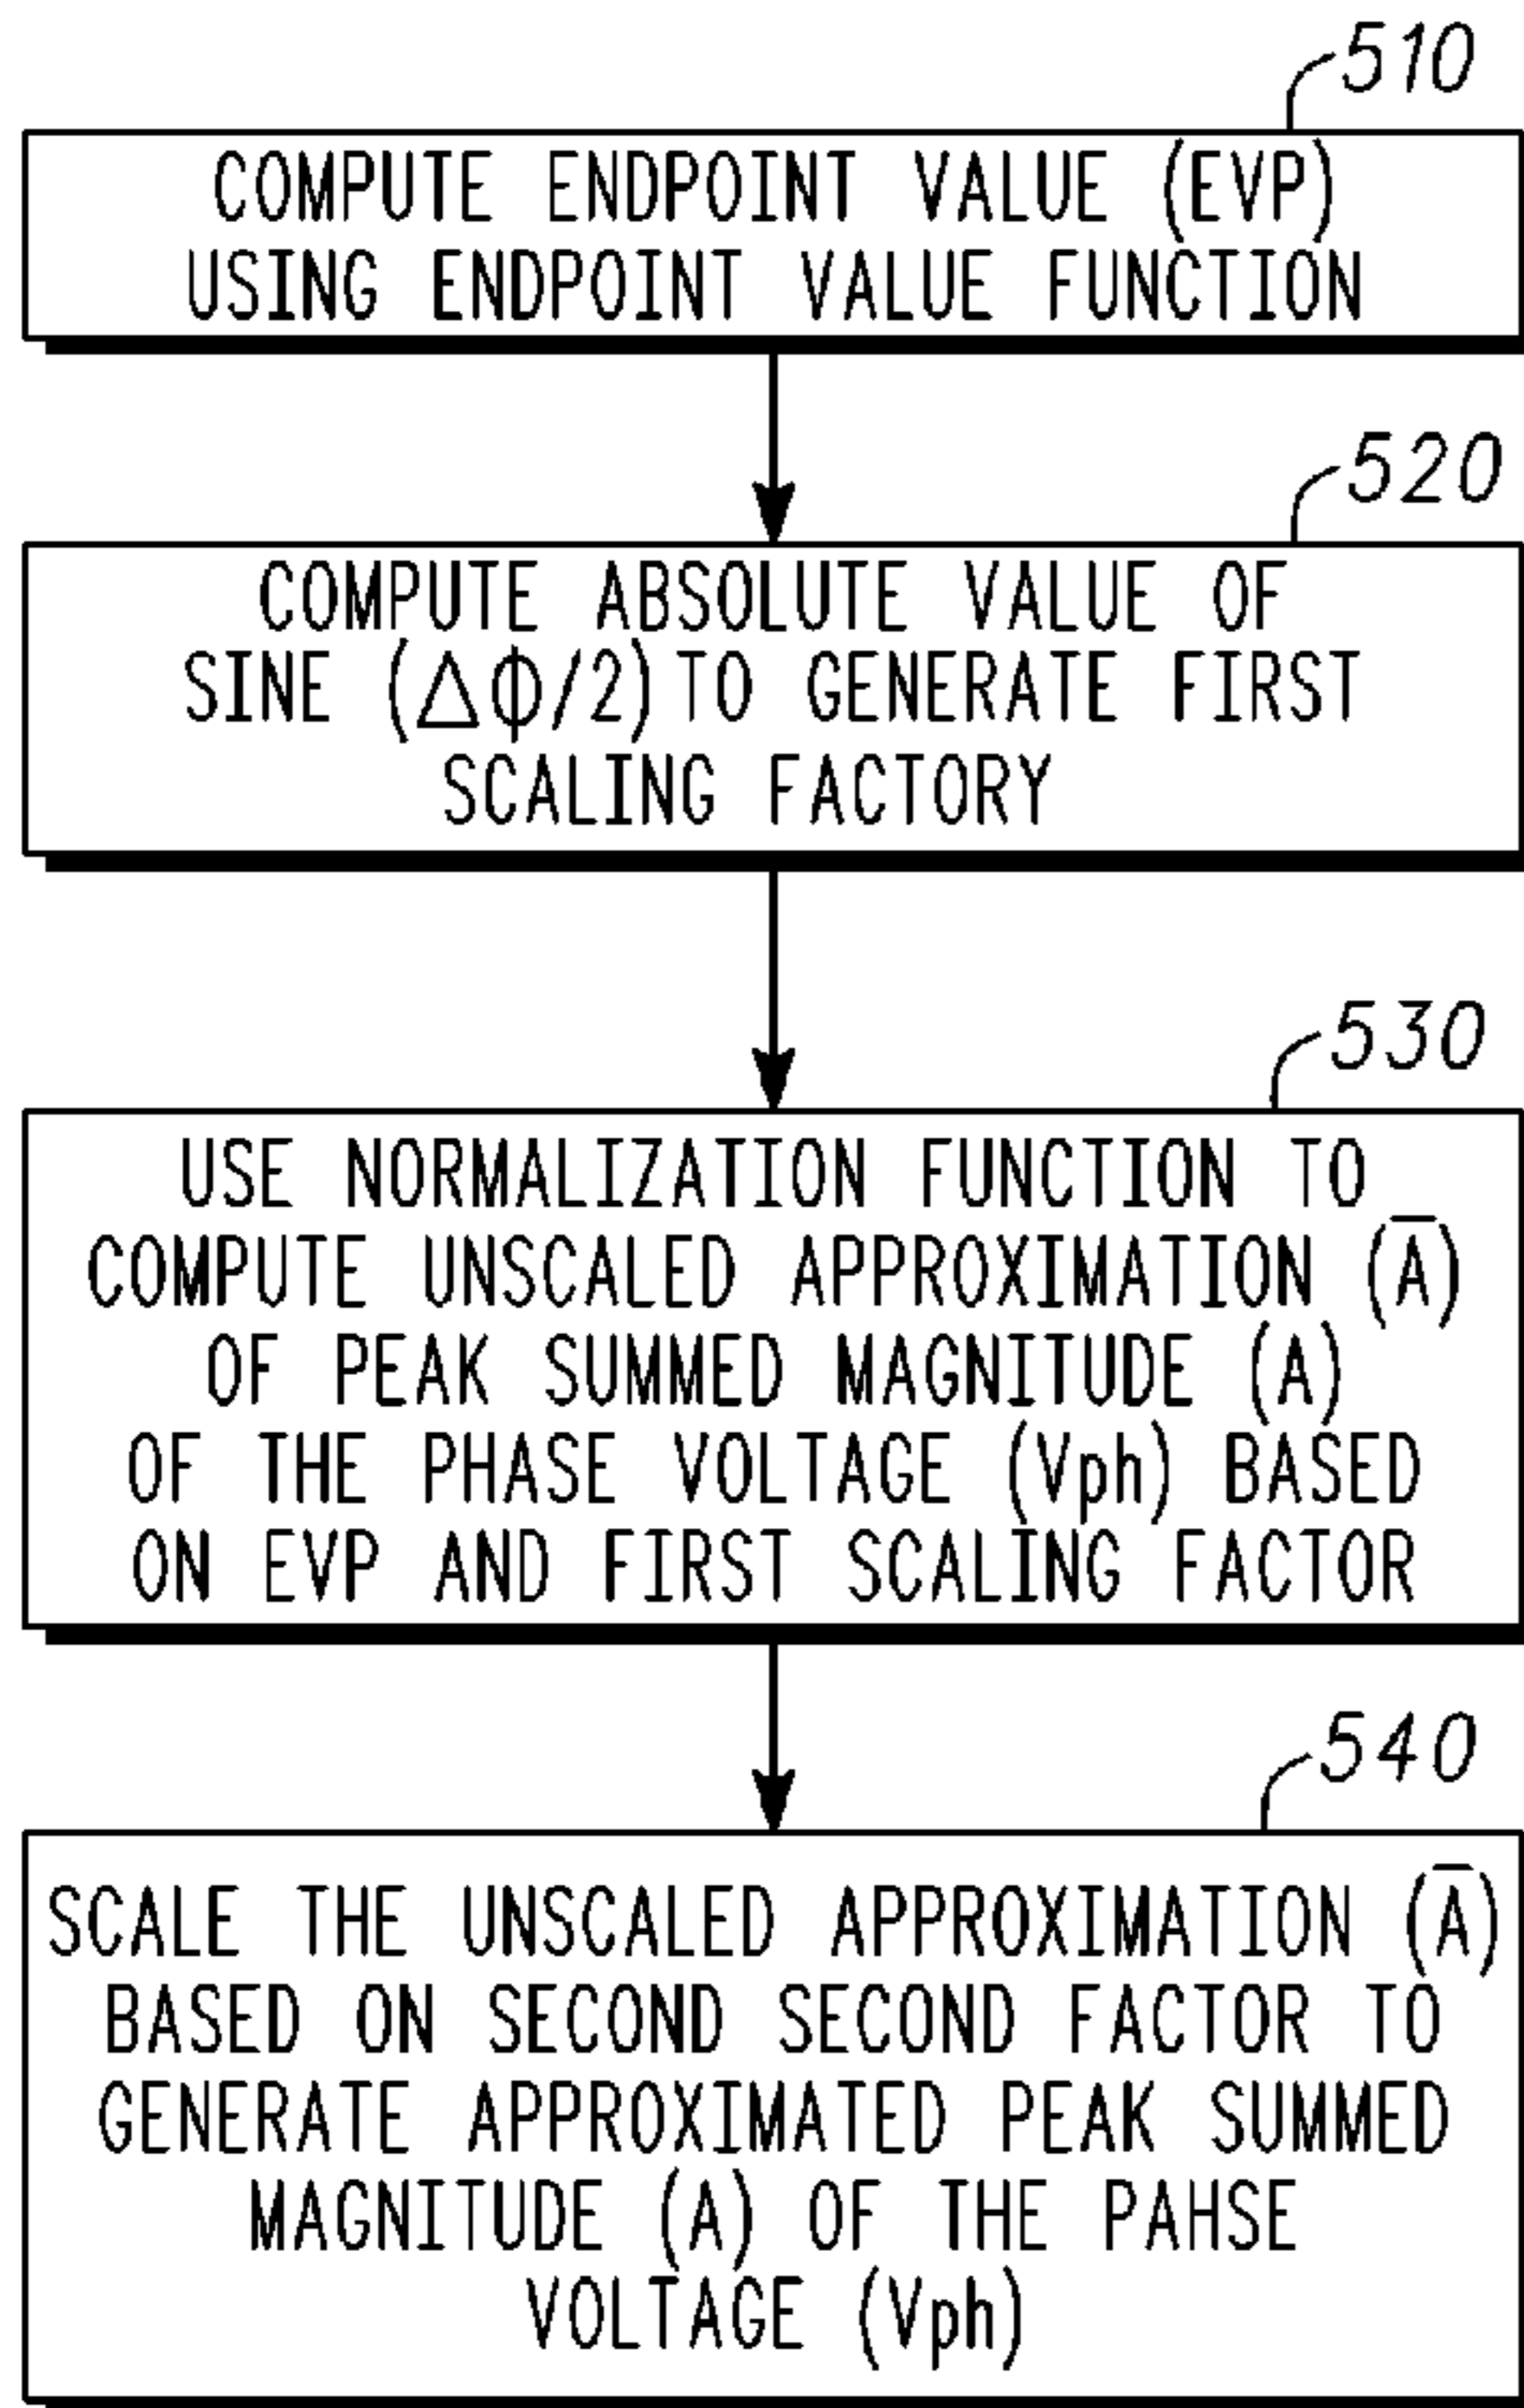 510
COMPUTE ENDPOINT VALUE (EVP)
USING ENDPOINT VALUE FUNCTION
520
COMPUTE ABSOLUTE VALUE OF
SINE (Δϕ/2) TO GENERATE FIRST
SCALING FACTORY
530
USE NORMALIZATION FUNCTION TO
COMPUTE UNSCALED APPROXIMATION (A̅)
OF PEAK SUMMED MAGNITUDE (A)
OF THE PHASE VOLTAGE (Vph) BASED
ON EVP AND FIRST SCALING FACTOR
540
SCALE THE UNSCALED APPROXIMATION (A̅)
BASED ON SECOND SECOND FACTOR TO
GENERATE APPROXIMATED PEAK SUMMED
MAGNITUDE (A) OF THE PAHSE
VOLTAGE (Vph)